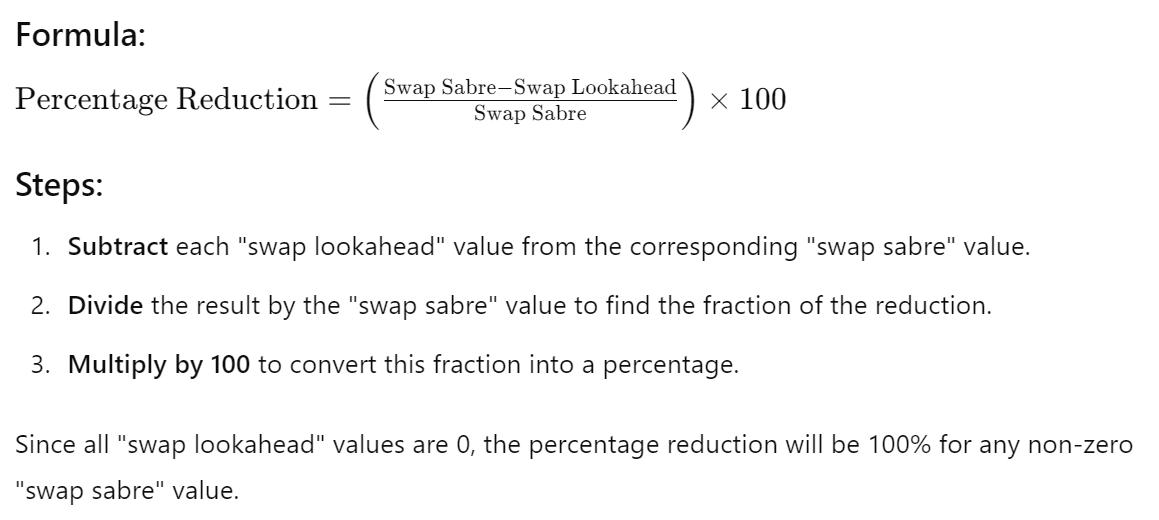 Formula:
Percentage Reduction = (Swap Sabre−Swap Lookahead / Swap Sabre) × 100
Steps:
1. Subtract each "swap lookahead" value from the corresponding "swap sabre" value.
2. Divide the result by the "swap sabre" value to find the fraction of the reduction.
3. Multiply by 100 to convert this fraction into a percentage.
Since all "swap lookahead" values are 0, the percentage reduction will be 100% for any non-zero
"swap sabre" value.